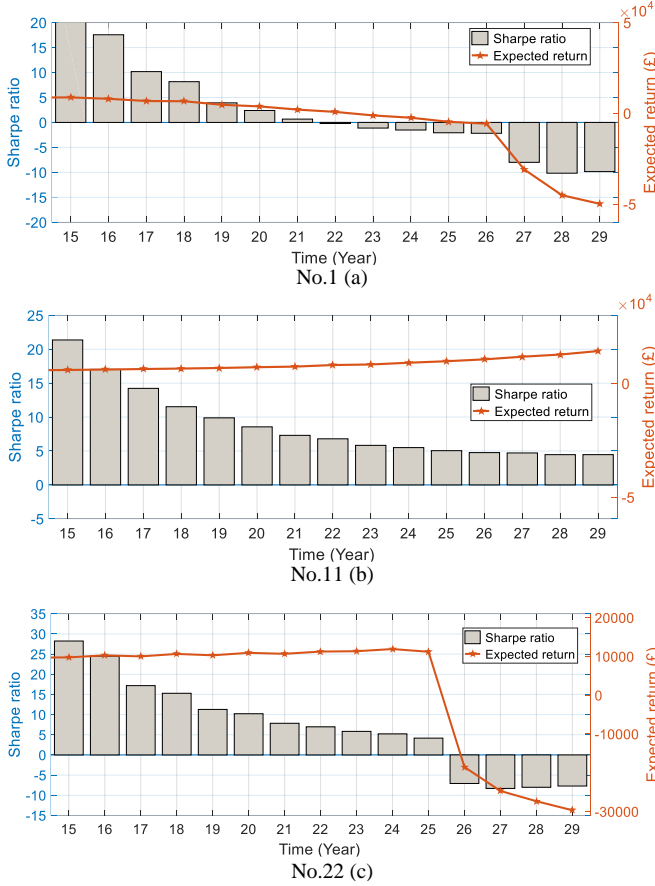 ×10⁴
20
15
10
5
0
-5
-10
-15
-20
Sharpe ratio
5
0
-5
Expected return (£)
Sharpe ratio
Expected return
15 16 17 18 19 20 21 22 23 24 25 26 27 28 29
Time (Year)
No.1 (a)
×10⁴
25
20
15
10
5
0
-5
Sharpe ratio
0
-5
Expected return (£)
Sharpe ratio
Expected return
15 16 17 18 19 20 21 22 23 24 25 26 27 28 29
Time (Year)
No.11 (b)
35
30
25
20
15
10
5
0
-5
-10
-15
Sharpe ratio
20000
10000
0
-10000
-30000
Expected return (£)
Sharpe ratio
Expected return
15 16 17 18 19 20 21 22 23 24 25 26 27 28 29
Time (Year)
No.22 (c)